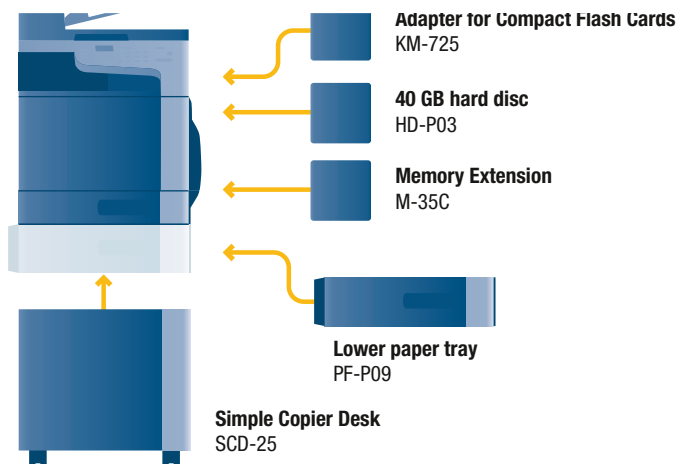 Adapter for Compact Flash Cards
KM-725
40 GB hard disc
HD-P03
Memory Extension
M-35C
Lower paper tray
PF-P09
Simple Copier Desk
SCD-25